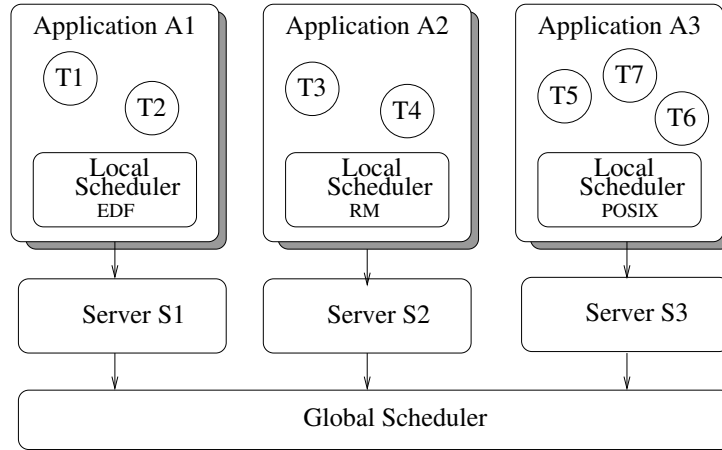 Application A1
T1
T2
Local
Scheduler
EDF
Application A2
T3
T4
Local
Scheduler
RM
Application A3
T5
T7
T6
Local
Scheduler
POSIX
Server S1
Server S2
Server S3
Global Scheduler